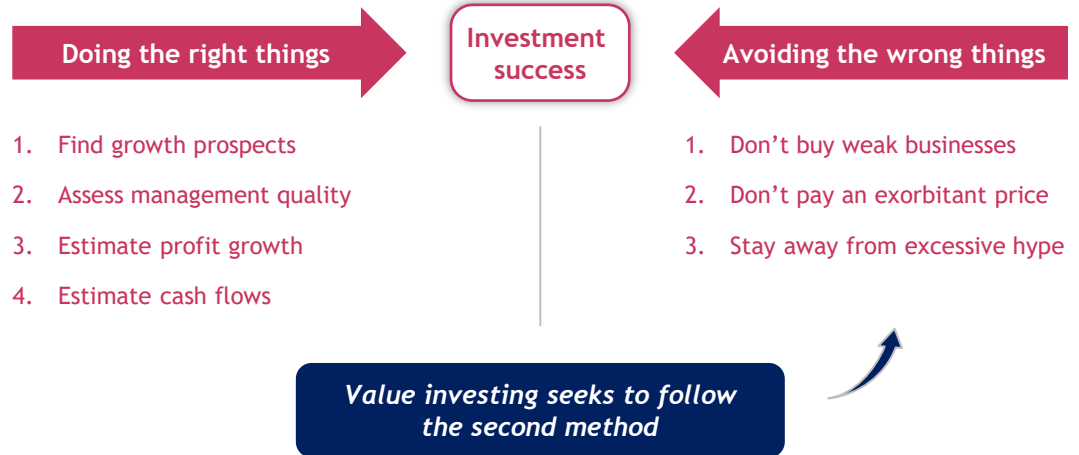 Doing the right things
Investment
success
Avoiding the wrong things
1. Find growth prospects
2. Assess management quality
3. Estimate profit growth
4. Estimate cash flows
1. Don’t buy weak businesses
2. Don’t pay an exorbitant price
3. Stay away from excessive hype
Value investing seeks to follow
the second method